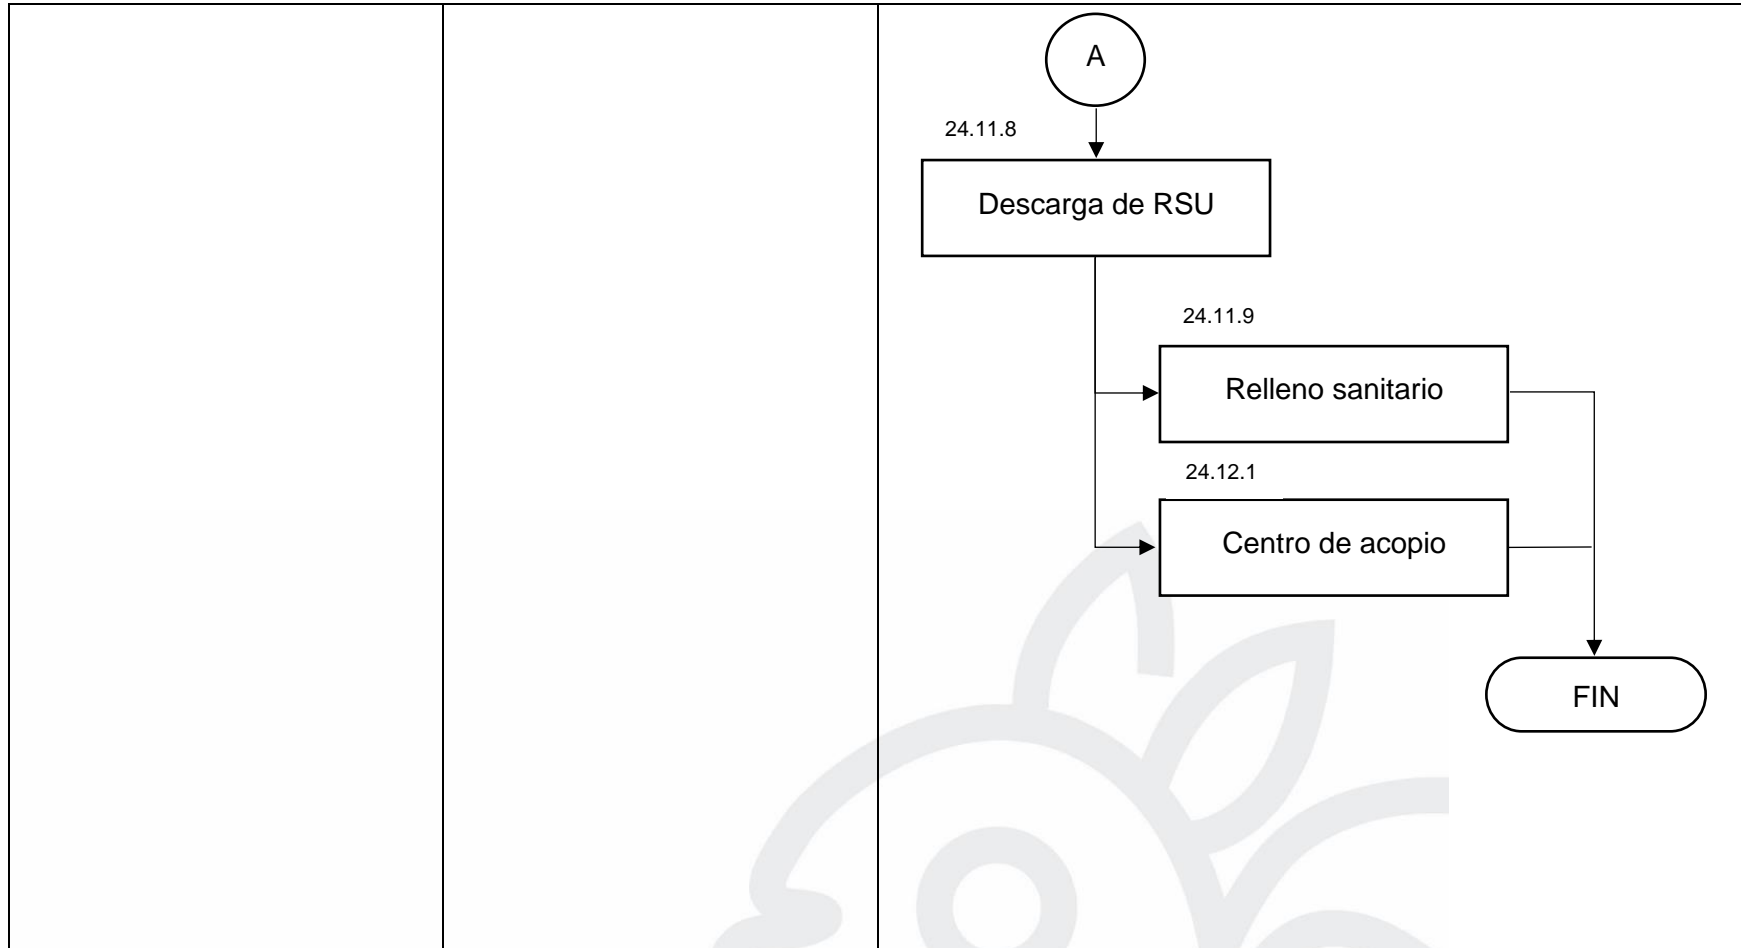 A
24.11.8
Descarga de RSU
24.11.9
Relleno sanitario
24.12.1
Centro de acopio
FIN